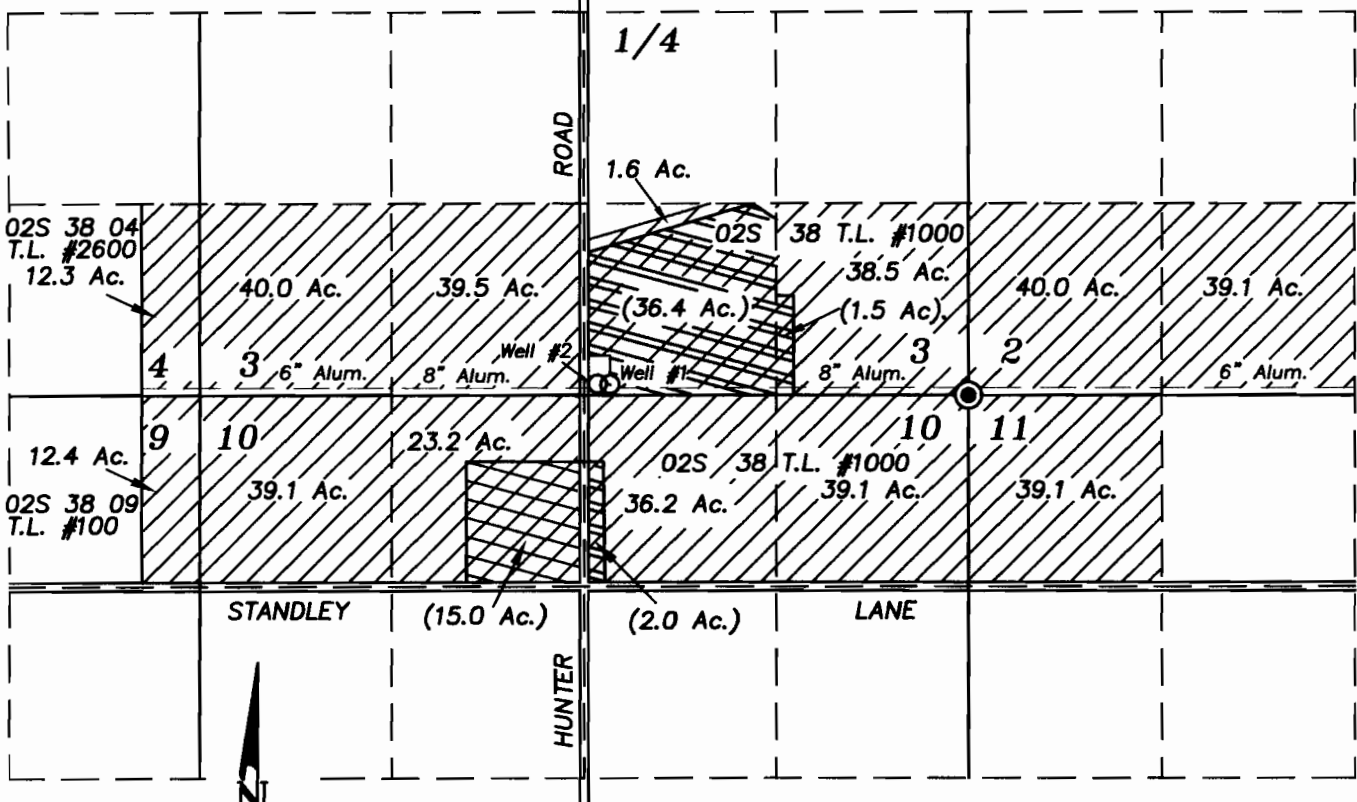 1/4
ROAD
1.6 Ac.
02S 38 04
T.L. #2600
12.3 Ac.
02S 38 T.L. #1000
38.5 Ac.
40.0 Ac.
39.5 Ac.
(36.4 Ac.)
(1.5 Ac).
40.0 Ac.
39.1 Ac.
4
3
6" Alum.
8" Alum.
Well #2
Well #1
8" Alum.
3
2
6" Alum.
9
10
23.2 Ac.
10
11
12.4 Ac.
39.1 Ac.
02S 38 T.L. #1000
36.2 Ac.
39.1 Ac.
39.1 Ac.
02S 38 09
T.L. #100
STANDLEY
(15.0 Ac.)
(2.0 Ac.)
LANE
HUNTER
N